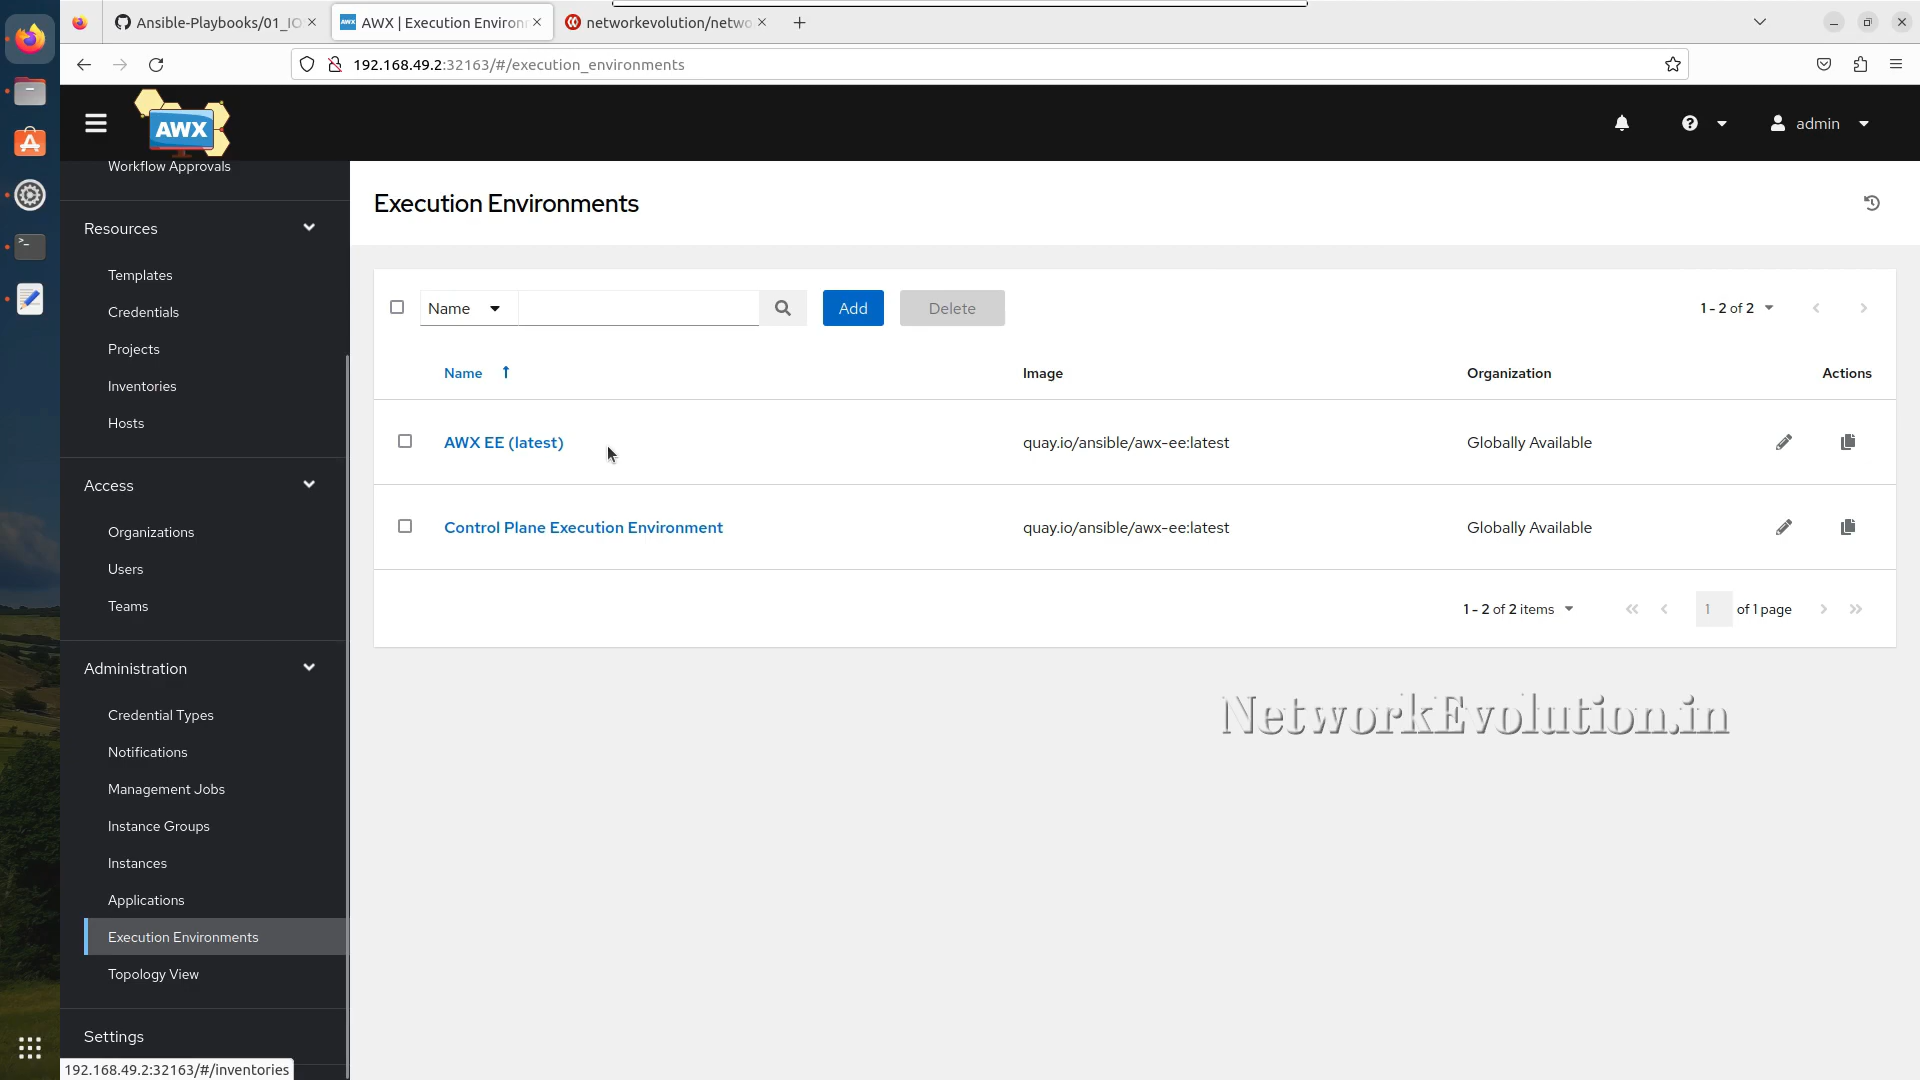 Ansible-Playbooks/01_IO
AWX | Execution Environ
networkevolution/netwo
192.168.49.2:32163/#/execution_environments
AWX
admin
Workflow Approvals
Resources
Templates
Credentials
Projects
Inventories
Hosts
Access
Organizations
Users
Teams
Administration
Credential Types
Notifications
Management Jobs
Instance Groups
Instances
Applications
Execution Environments
Topology View
Settings
192.168.49.2:32163/#/inventories
Execution Environments
Name
Add
Delete
1 - 2 of 2
Name
Image
Organization
Actions
AWX EE (latest)
quay.io/ansible/awx-ee:latest
Globally Available
Control Plane Execution Environment
quay.io/ansible/awx-ee:latest
Globally Available
1 - 2 of 2 items
1 of 1 page
NetworkEvolution.in